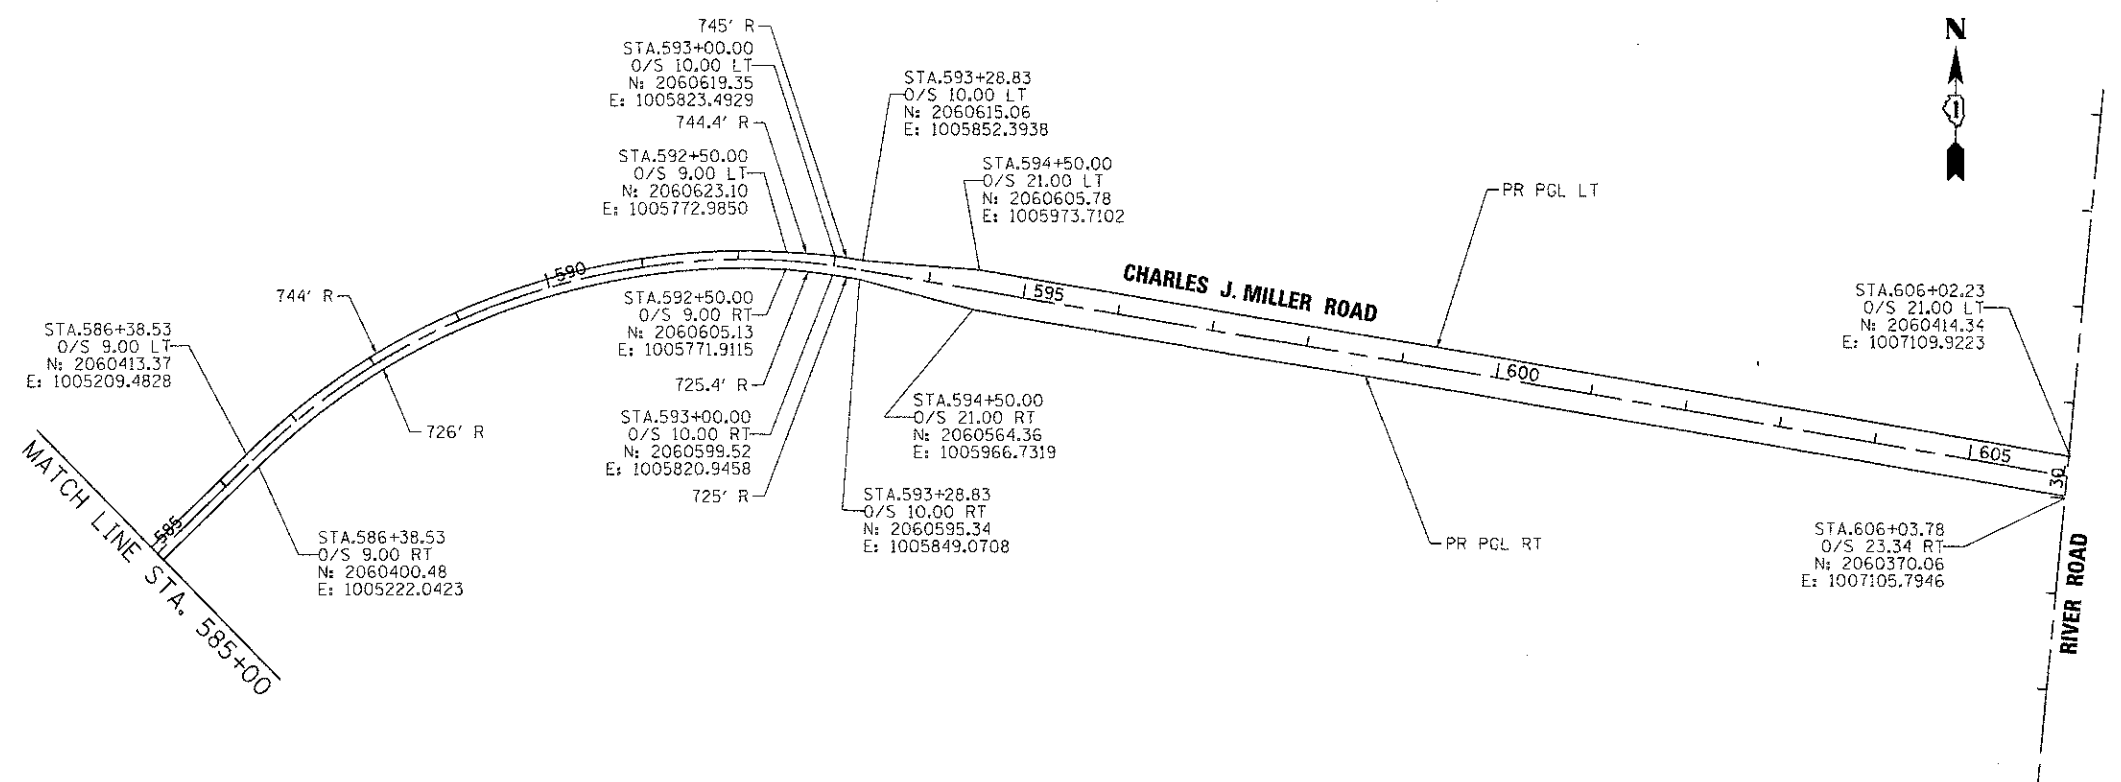 745' R
STA.593+00.00
O/S 10.00 LT
N: 2060619.35
E: 1005823.4929
744.4' R
STA.592+50.00
O/S 9.00 LT
N: 2060623.10
E: 1005772.9850
STA.593+28.83
O/S 10.00 LT
N: 2060615.06
E: 1005852.3938
STA.594+50.00
O/S 21.00 LT
N: 2060605.78
E: 1005973.7102
PR PGL LT
N
CHARLES J. MILLER ROAD
590
595
600
605
585
30
744' R
726' R
STA.586+38.53
O/S 9.00 LT
N: 2060413.37
E: 1005209.4828
STA.592+50.00
O/S 9.00 RT
N: 2060605.13
E: 1005771.9115
725.4' R
STA.593+00.00
O/S 10.00 RT
N: 2060599.52
E: 1005820.9458
725' R
STA.594+50.00
O/S 21.00 RT
N: 2060564.36
E: 1005966.7319
STA.593+28.83
O/S 10.00 RT
N: 2060595.34
E: 1005849.0708
STA.606+02.23
O/S 21.00 LT
N: 2060414.34
E: 1007109.9223
STA.606+03.78
O/S 23.34 RT
N: 2060370.06
E: 1007105.7946
PR PGL RT
STA.586+38.53
O/S 9.00 RT
N: 2060400.48
E: 1005222.0423
MATCH LINE STA. 585+00
RIVER ROAD